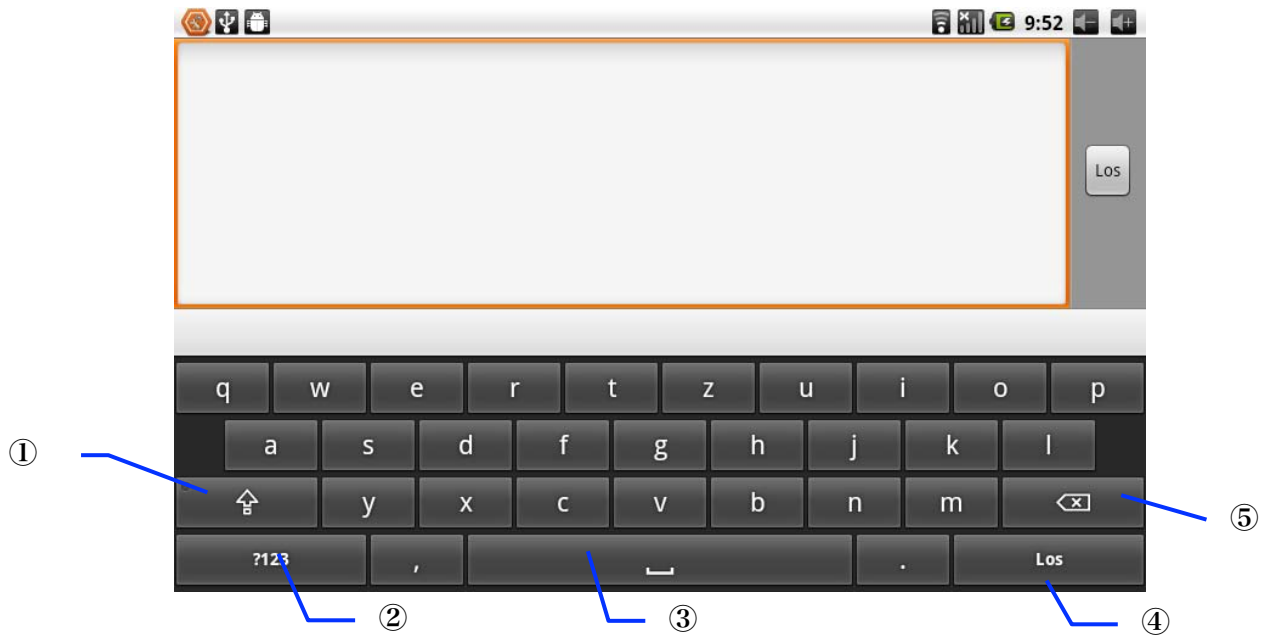 9:52
Los
q w e r t z u i o p
a s d f g h j k l
①
y x c v b n m
⑤
?123 , . Los
② ③ ④